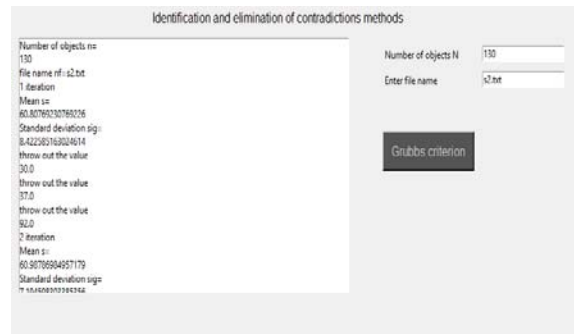 Identification and elimination of contradictions methods
Number of objects n=
130
file name nf=s2.txt
1 iteration
Mean s=
60.80769230769226
Standard deviation sig=
8.422585163024614
throw out the value
30.0
throw out the value
37.0
throw out the value
92.0
2 iteration
Mean s=
60.98786984957179
Standard deviation sig=
Number of objects N
130
Enter file name
s2.txt
Grubbs criterion